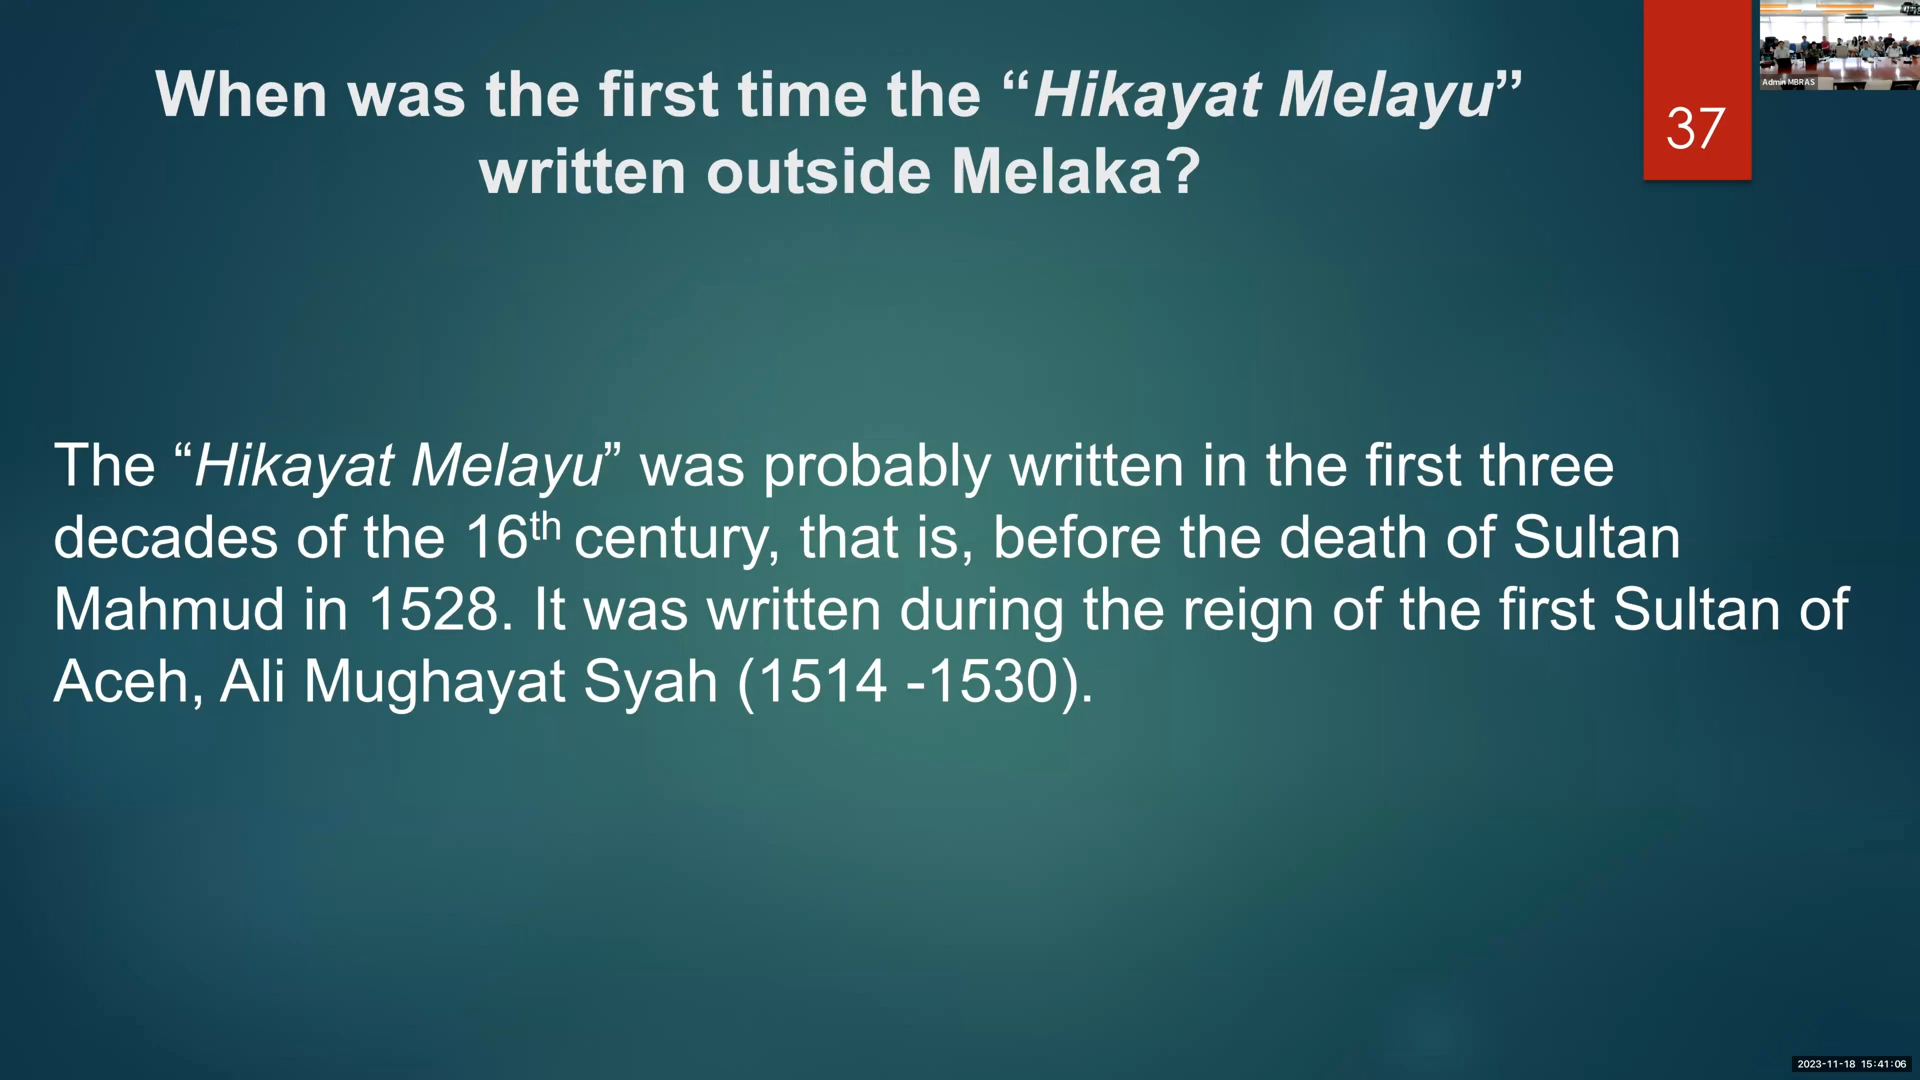 When was the first time the “Hikayat Melayu”
written outside Melaka?
37
Admin MBRAS
The “Hikayat Melayu” was probably written in the first three
decades of the 16th century, that is, before the death of Sultan
Mahmud in 1528. It was written during the reign of the first Sultan of
Aceh, Ali Mughayat Syah (1514 -1530).
2023-11-18 15:41:06